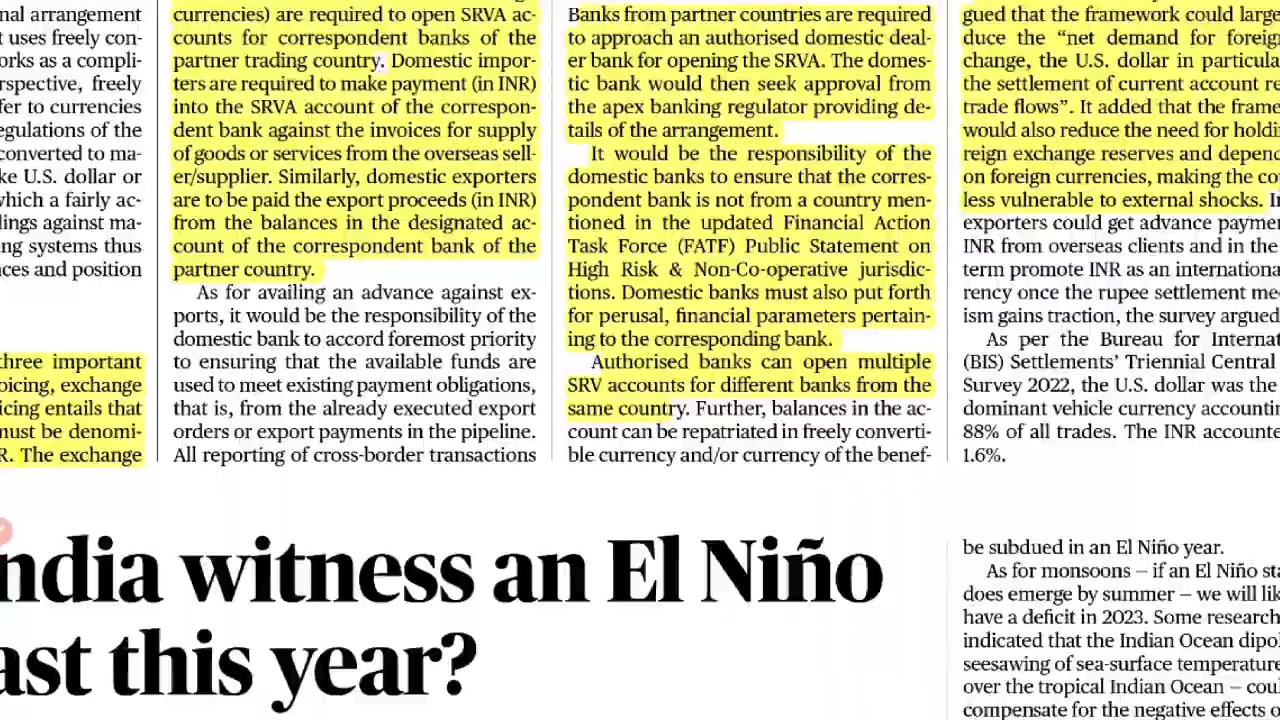 nal arrangement
t uses freely con-
orks as a compli-
rspective, freely
fer to currencies
egulations of the
converted to ma-
ke U.S. dollar or
which a fairly ac-
lings against ma-
ng systems thus
nces and position
three important
oicing, exchange
icing entails that
must be denomi-
R. The exchange
currencies) are required to open SRVA ac-
counts for correspondent banks of the
partner trading country. Domestic impor-
ters are required to make payment (in INR)
into the SRVA account of the correspon-
dent bank against the invoices for supply
of goods or services from the overseas sell-
er/supplier. Similarly, domestic exporters
are to be paid the export proceeds (in INR)
from the balances in the designated ac-
count of the correspondent bank of the
partner country.
As for availing an advance against ex-
ports, it would be the responsibility of the
domestic bank to accord foremost priority
to ensuring that the available funds are
used to meet existing payment obligations,
that is, from the already executed export
orders or export payments in the pipeline.
All reporting of cross-border transactions
Banks from partner countries are required
to approach an authorised domestic deal-
er bank for opening the SRVA. The domes-
tic bank would then seek approval from
the apex banking regulator providing de-
tails of the arrangement.
It would be the responsibility of the
domestic banks to ensure that the corres-
pondent bank is not from a country men-
tioned in the updated Financial Action
Task Force (FATF) Public Statement on
High Risk & Non-Co-operative jurisdic-
tions. Domestic banks must also put forth
for perusal, financial parameters pertain-
ing to the corresponding bank.
Authorised banks can open multiple
SRV accounts for different banks from the
same country. Further, balances in the ac-
count can be repatriated in freely converti-
ble currency and/or currency of the benef-
gued that the framework could large
duce the “net demand for foreig
change, the U.S. dollar in particula
the settlement of current account re
trade flows”. It added that the frame
would also reduce the need for holdi
reign exchange reserves and depend
on foreign currencies, making the co
less vulnerable to external shocks. I
exporters could get advance payme
INR from overseas clients and in the
term promote INR as an internationa
rency once the rupee settlement me
ism gains traction, the survey argued
As per the Bureau for Internat
(BIS) Settlements’ Triennial Central
Survey 2022, the U.S. dollar was the
dominant vehicle currency accountin
88% of all trades. The INR accounte
1.6%.
ndia witness an El Niño
ast this year?
be subdued in an El Niño year.
As for monsoons – if an El Niño sta
does emerge by summer – we will lik
have a deficit in 2023. Some research
indicated that the Indian Ocean dipo
seesawing of sea-surface temperature
over the tropical Indian Ocean – coul
compensate for the negative effects o